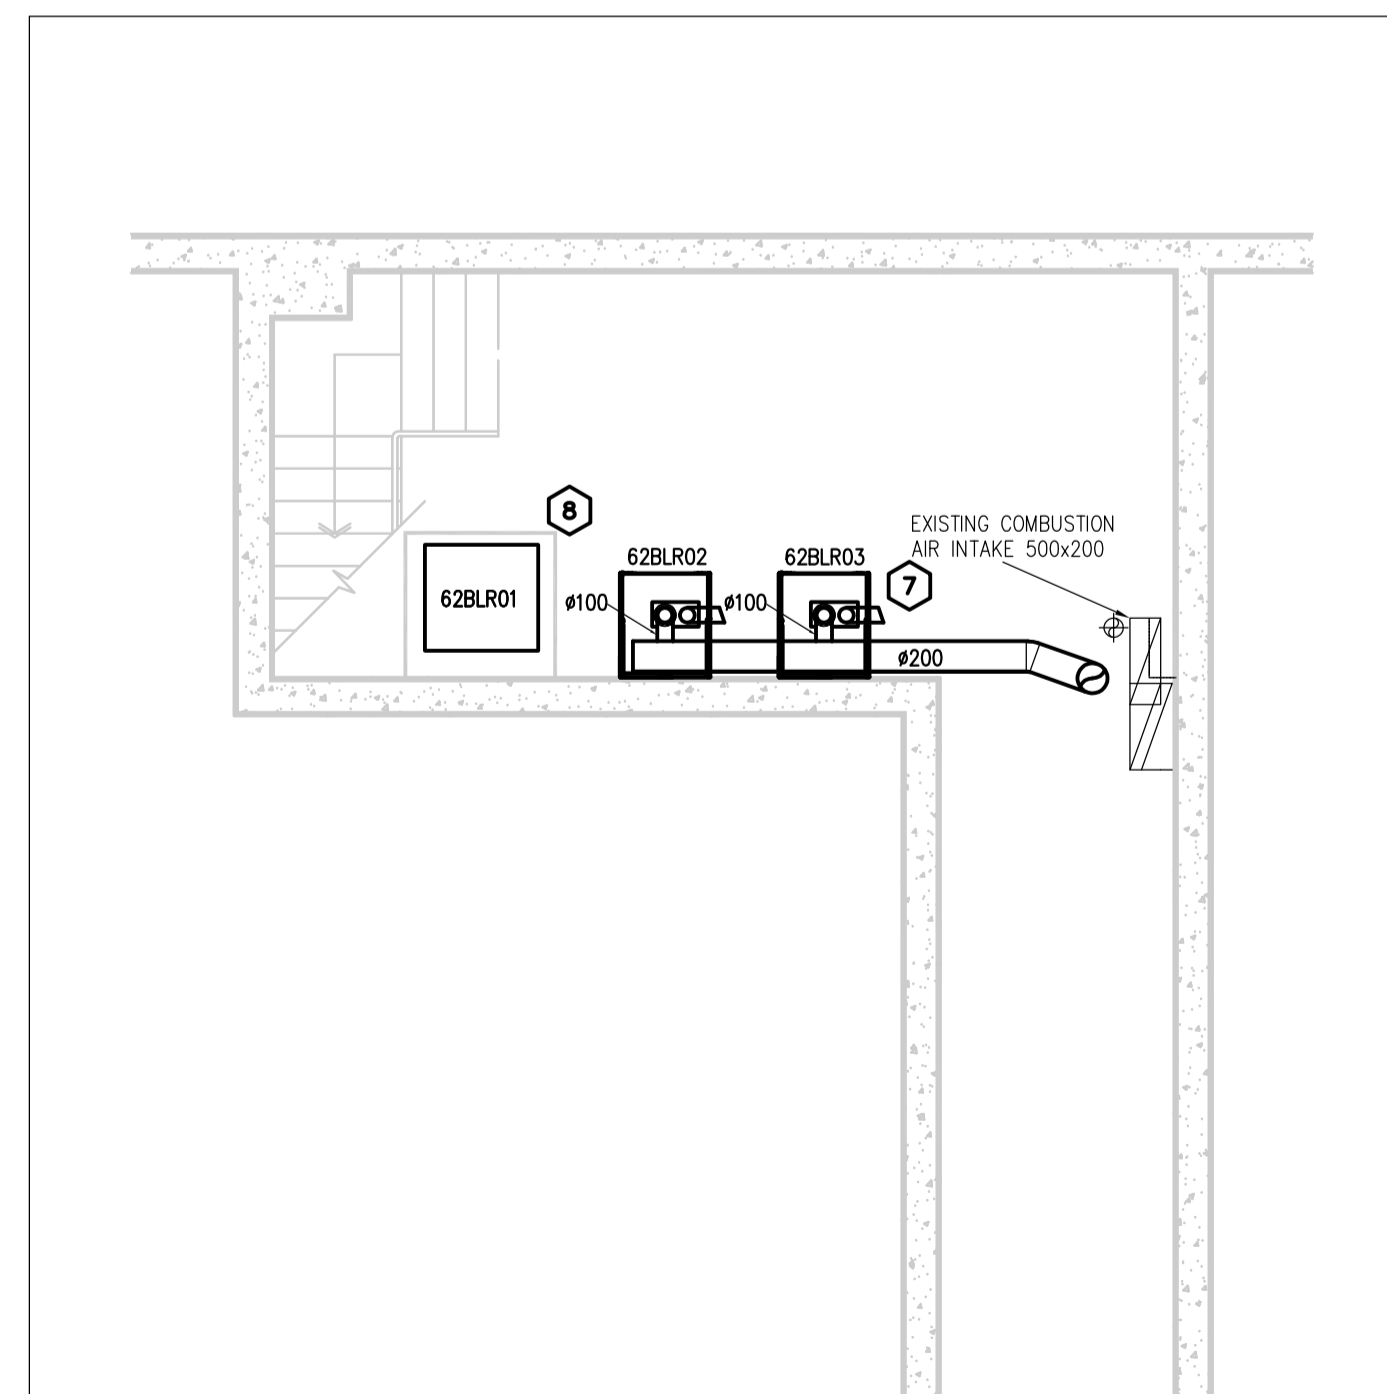 8
EXISTING COMBUSTION
AIR INTAKE 500x200
62BLR02
62BLR03
7
62BLR01
ø100
ø100
ø200